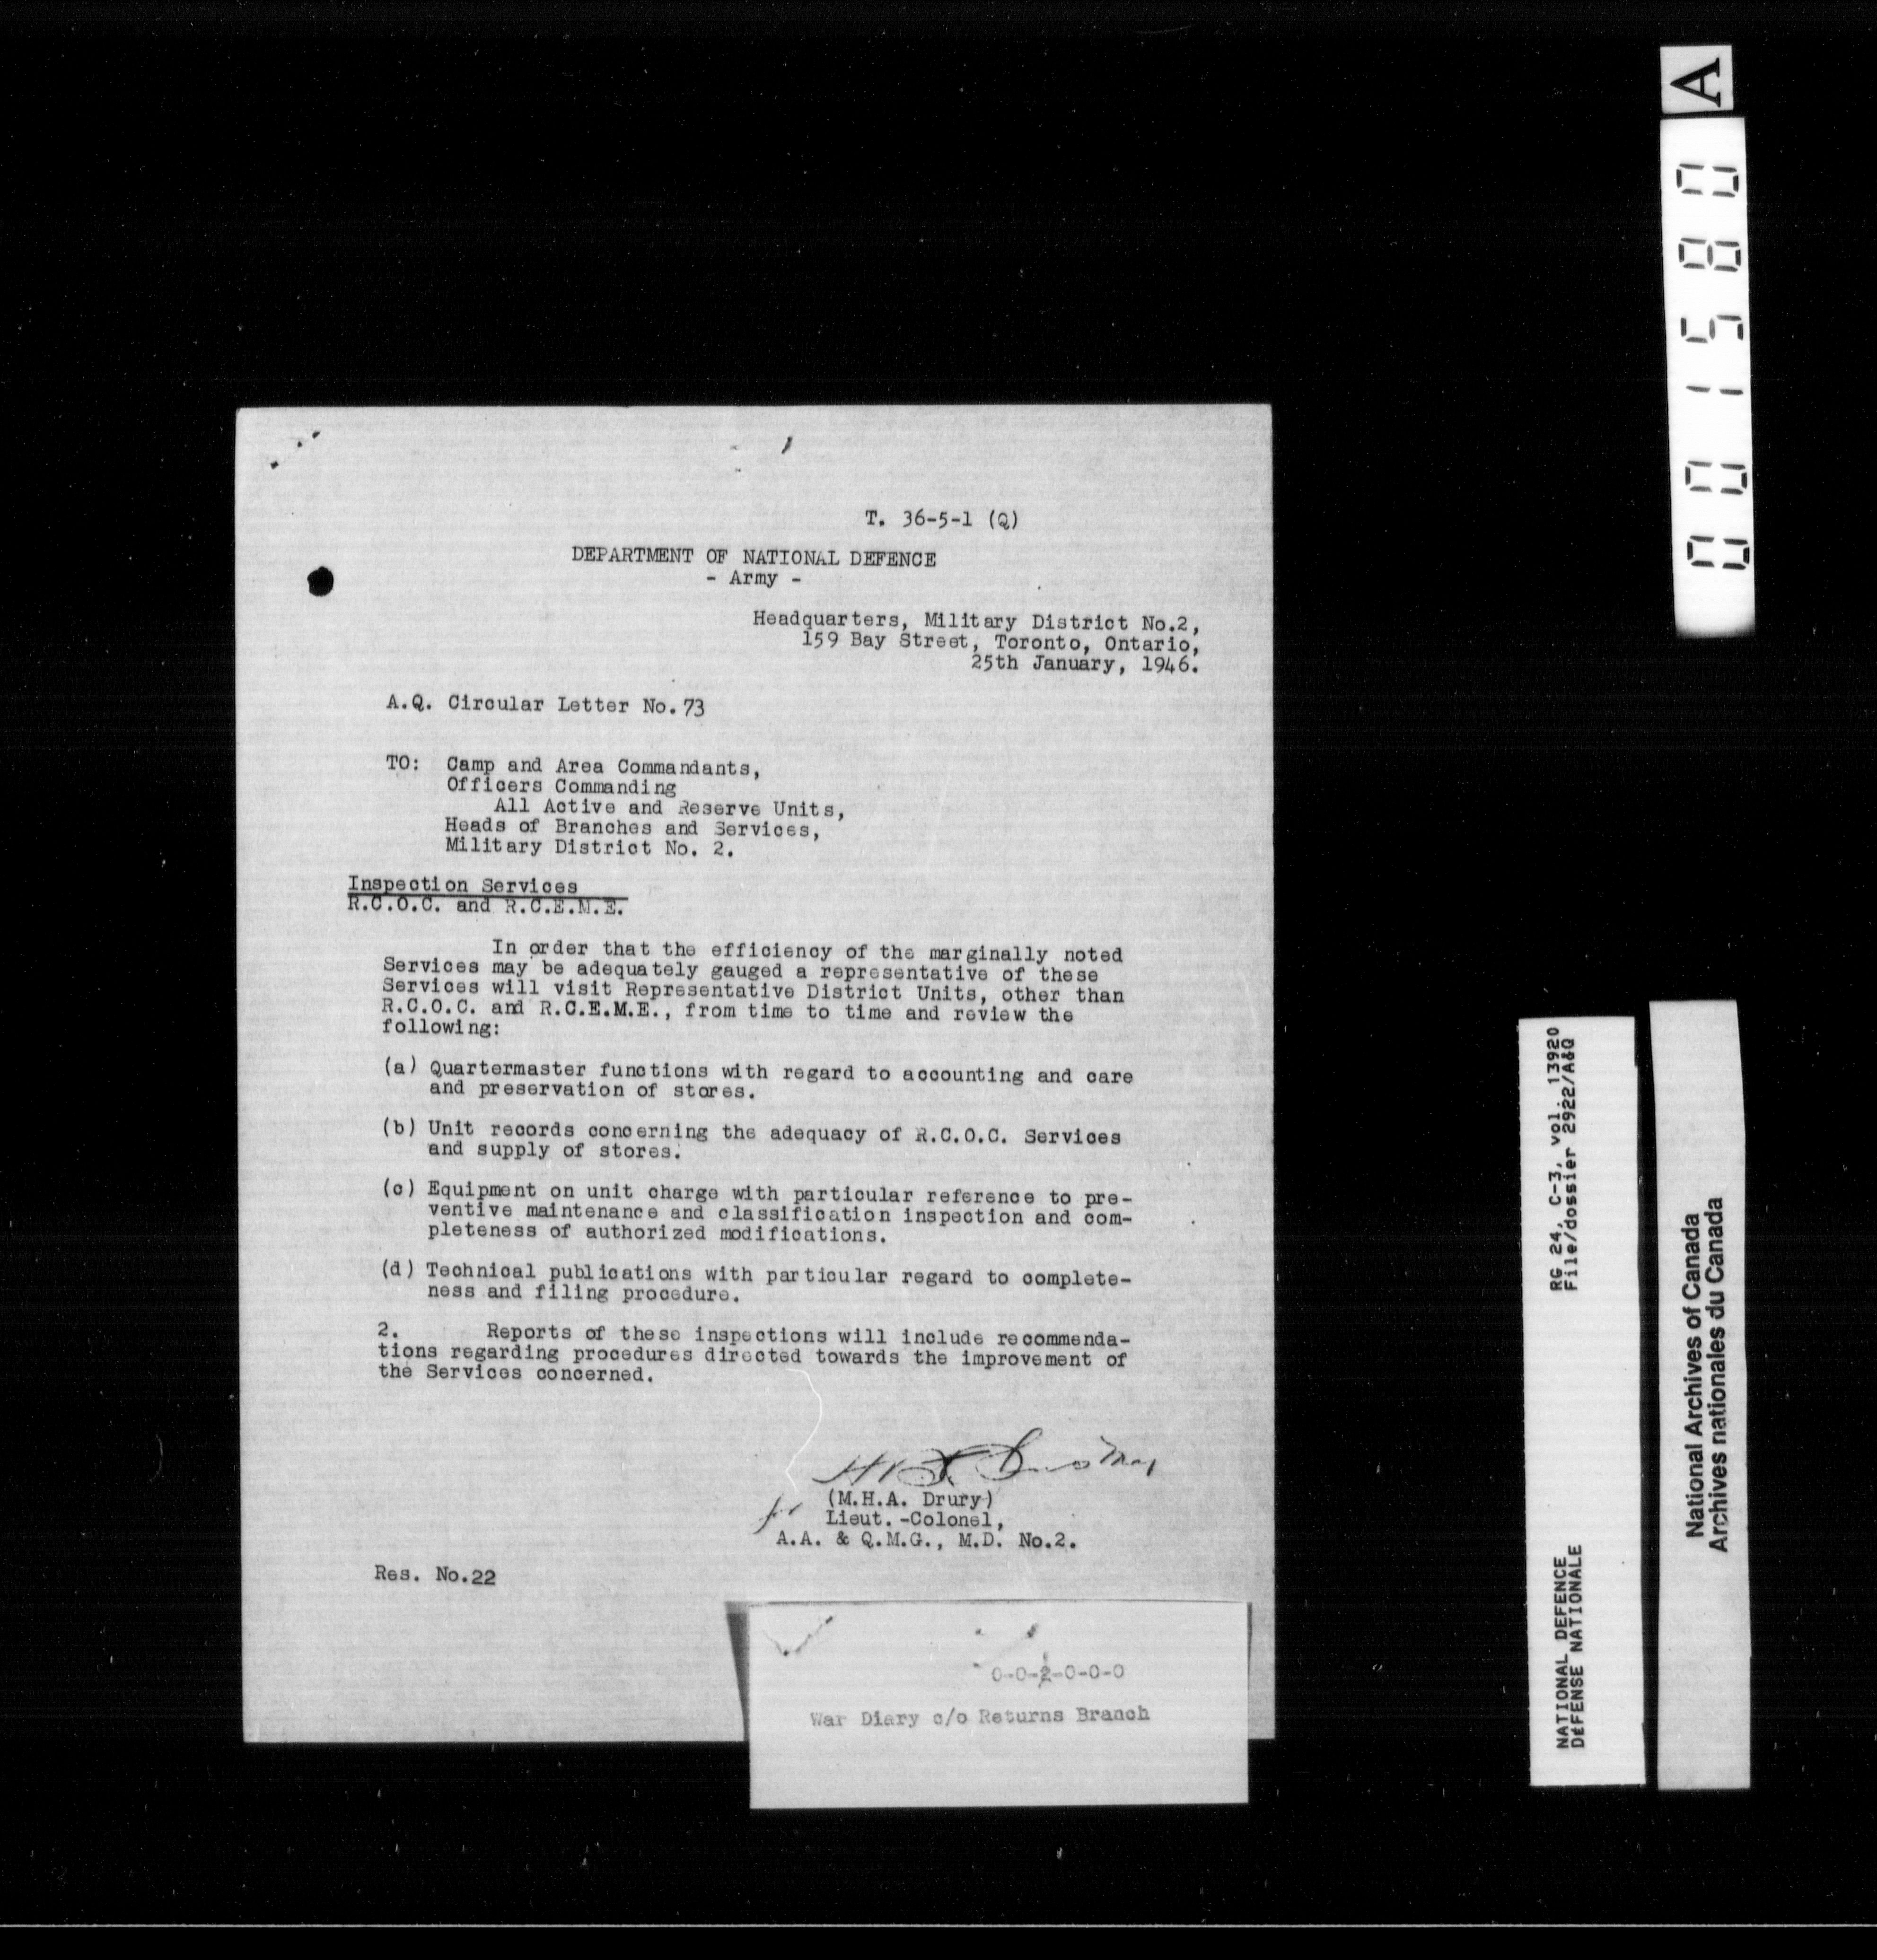 T. 36-5-1 (Q)
DEPARTMENT OF NATIONAL DEFENCE
- Army -
Headquarters, Military District No.2,
159 Bay Street, Toronto, Ontario,
25th January, 1946.
A.Q. Circular Letter No. 73
TO: Camp and Area Commandants,
Officers Commanding
All Active and Reserve Units,
Heads of Branches and Services,
Military District No. 2.
Inspection Services
R.C.O.C. and R.C.E.M.E.
In order that the efficiency of the marginally noted
Services may be adequately gauged a representative of these
Services will visit Representative District Units, other than
R.C.O.C. and R.C.E.M.E., from time to time and review the
following:
(a) Quartermaster functions with regard to accounting and care
and preservation of stores.
(b) Unit records concerning the adequacy of R.C.O.C. Services
and supply of stores.
(c) Equipment on unit charge with particular reference to pre-
ventive maintenance and classification inspection and com-
pleteness of authorized modifications.
(d) Technical publications with particular regard to complete-
ness and filing procedure.
2. Reports of these inspections will include recommenda-
tions regarding procedures directed towards the improvement of
the Services concerned.
(M.H.A. Drury)
Lieut.-Colonel,
A.A. & Q.M.G., M.D. No.2.
Res. No.22
0-0-2-0-0-0
War Diary c/o Returns Branch
A
001580
RG 24, C-3, vol. 13920
File/dossier 2922/A&Q
NATIONAL DEFENCE
DÉFENSE NATIONALE
National Archives of Canada
Archives nationales du Canada